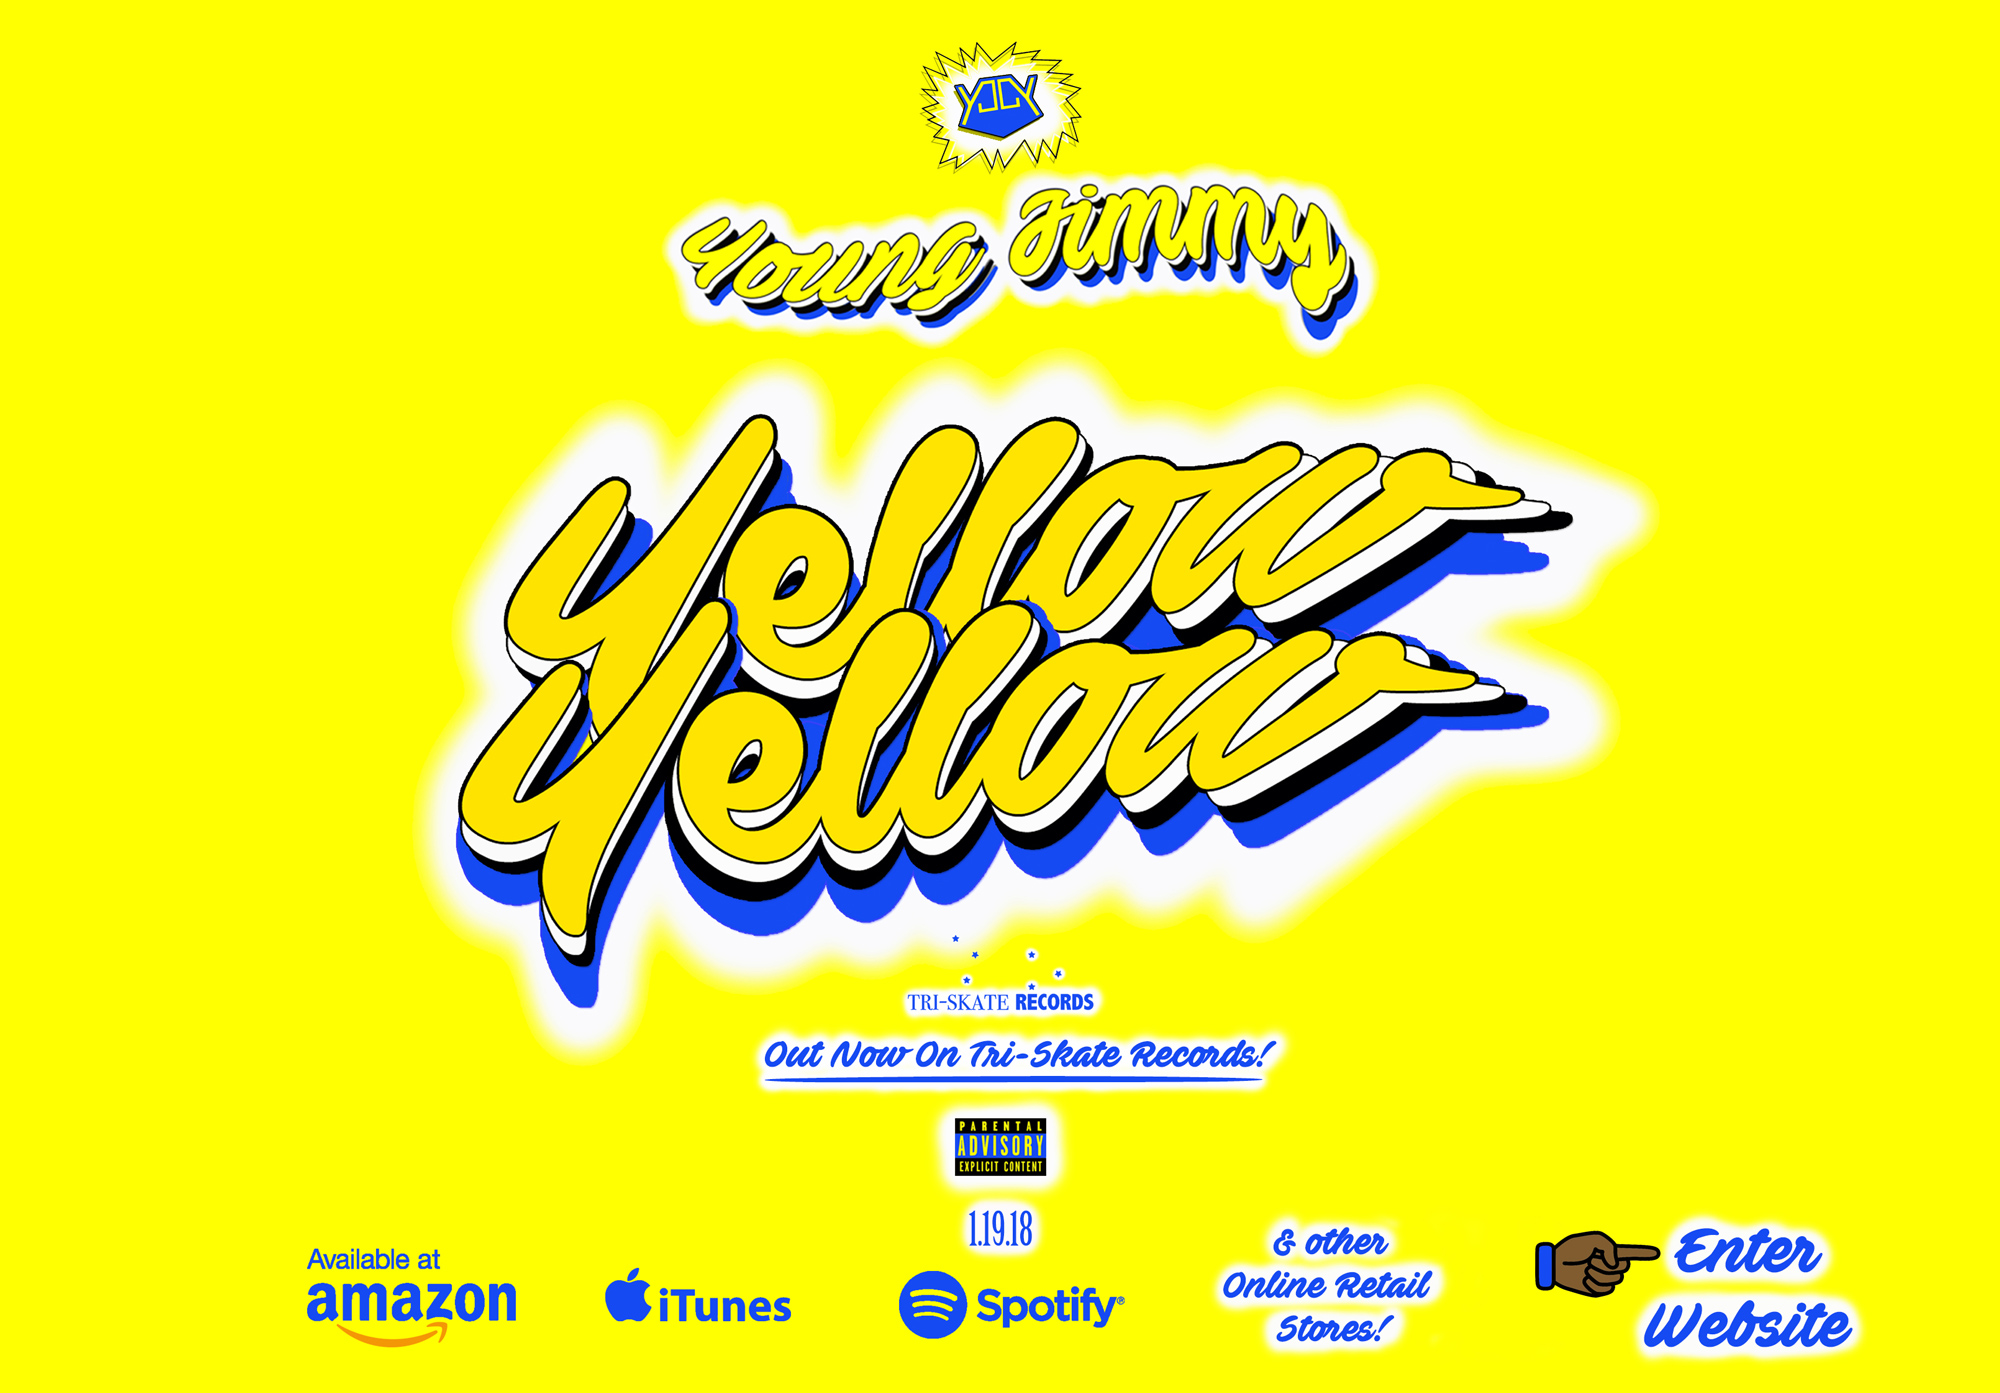 YJCY
Young Jimmy
Yellow
Yellow
TRI-SKATE RECORDS
Out Now On Tri-Skate Records!
PARENTAL
ADVISORY
EXPLICIT CONTENT
1.19.18
Available at
amazon
iTunes
Spotify®
& other
Online Retail
Stores!
Enter
Website